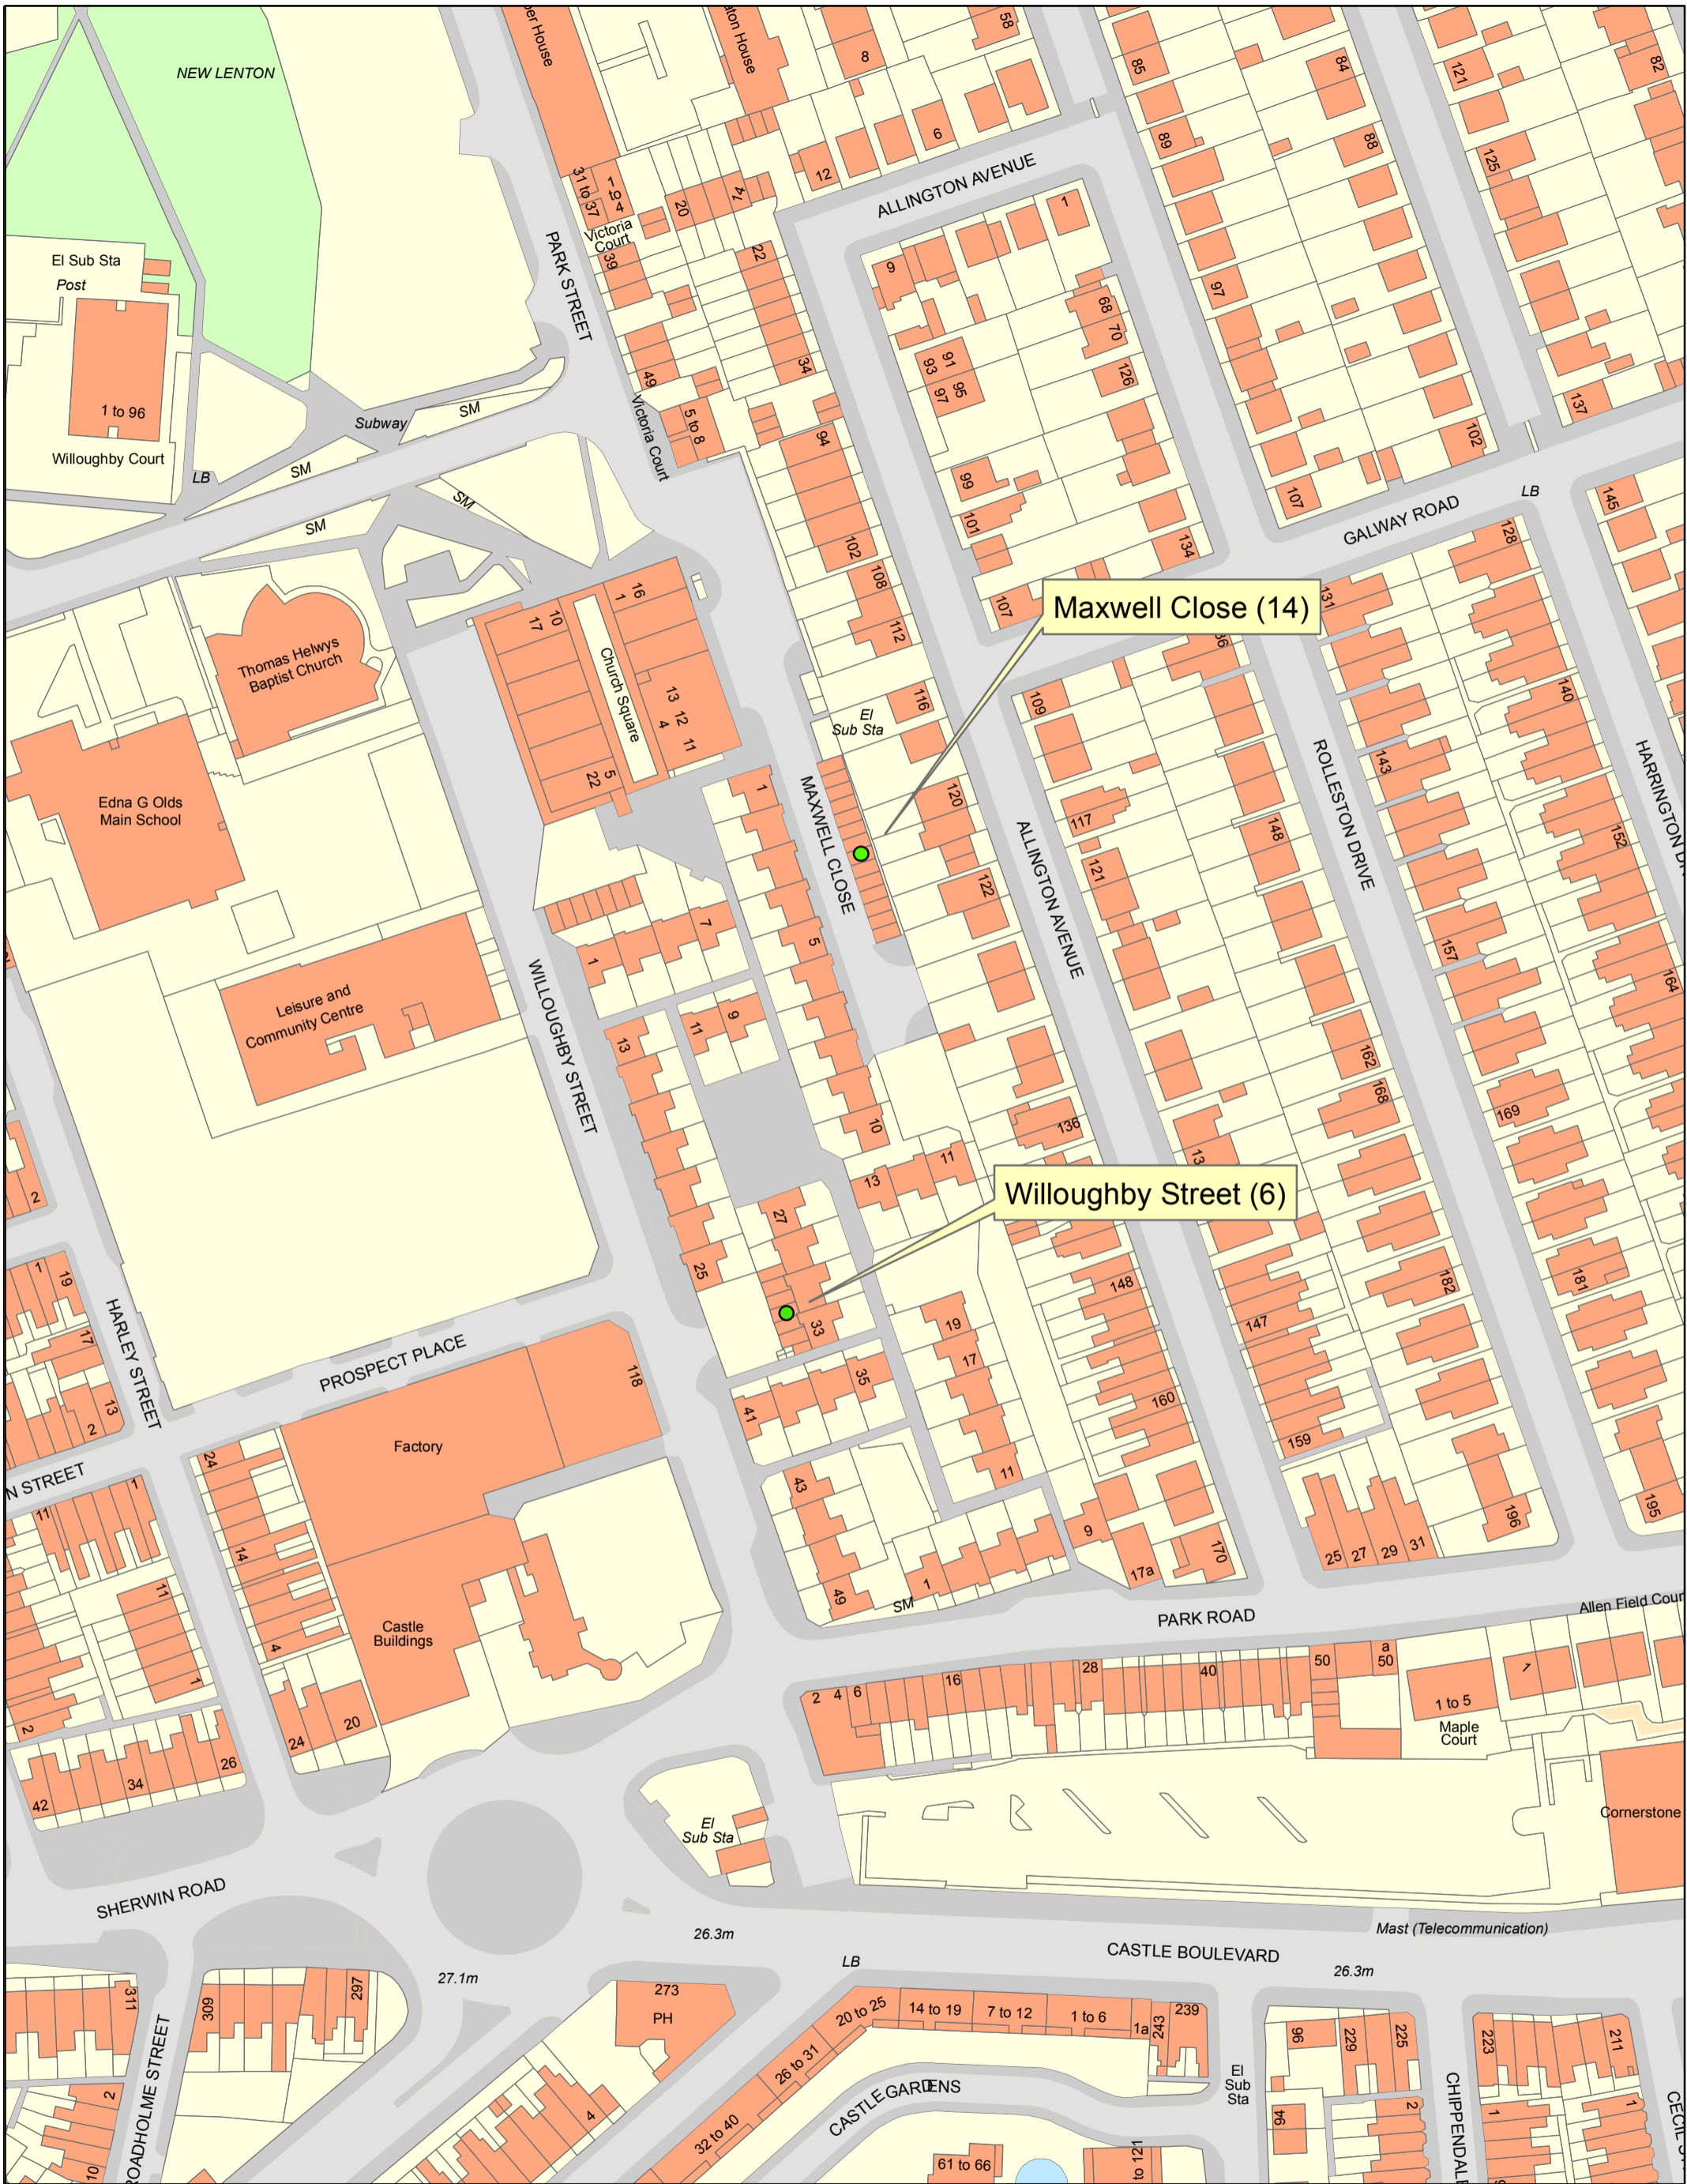 per House
aton House
58
8
85
84
121
82
NEW LENTON
6
89
88
12
125
ALLINGTON AVENUE
31 to 37
1
to
4
20
1
Victoria
Court
PARK STREET
39
22
El Sub Sta
Post
9
97
68
70
49
34
91
93
95
97
126
137
1 to 96
Subway
SM
Victoria Court
5 to 8
94
102
Willoughby Court
LB
SM
SM
SM
99
107
LB
145
101
GALWAY ROAD
128
102
134
108
107
131
Maxwell Close (14)
112
16
1
10
17
Thomas Helwys
Baptist Church
Church Square
13
12
4
11
5
22
116
El
Sub Sta
109
140
143
ROLLESTON DRIVE
Edna G Olds
Main School
1
MAXWELL CLOSE
120
117
148
152
ALLINGTON AVENUE
121
122
7
5
1
157
164
WILLOUGHBY STREET
Leisure and
Community Centre
11
9
13
162
168
169
10
136
2
11
13
Willoughby Street (6)
27
25
1
19
148
182
181
HARLEY STREET
17
33
19
147
PROSPECT PLACE
17
118
35
13
2
41
160
159
Factory
24
N STREET
11
1
43
11
195
196
14
9
25
27
29
31
170
17a
11
1
49
SM
PARK ROAD
4
Castle
Buildings
1
a
50
50
28
40
16
2
4
6
1 to 5
Maple
Court
2
24
20
26
34
42
Cornerstone
El
Sub Sta
SHERWIN ROAD
26.3m
Mast (Telecommunication)
CASTLE BOULEVARD
LB
26.3m
27.1m
311
309
297
273
PH
20 to 25
14 to 19
7 to 12
1 to 6
1a
243
239
96
229
225
223
211
26 to 31
El
Sub
Sta
CASTLE GARDENS
2
4
32 to 40
94
2
1
1
10
61 to 66
to 121